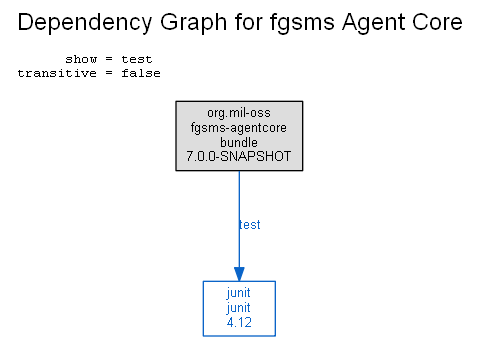 Dependency Graph for fgsms Agent Core
show = test
transitive = false
org.mil-oss
fgsms-agentcore
bundle
7.0.0-SNAPSHOT
test
junit
junit
4.12